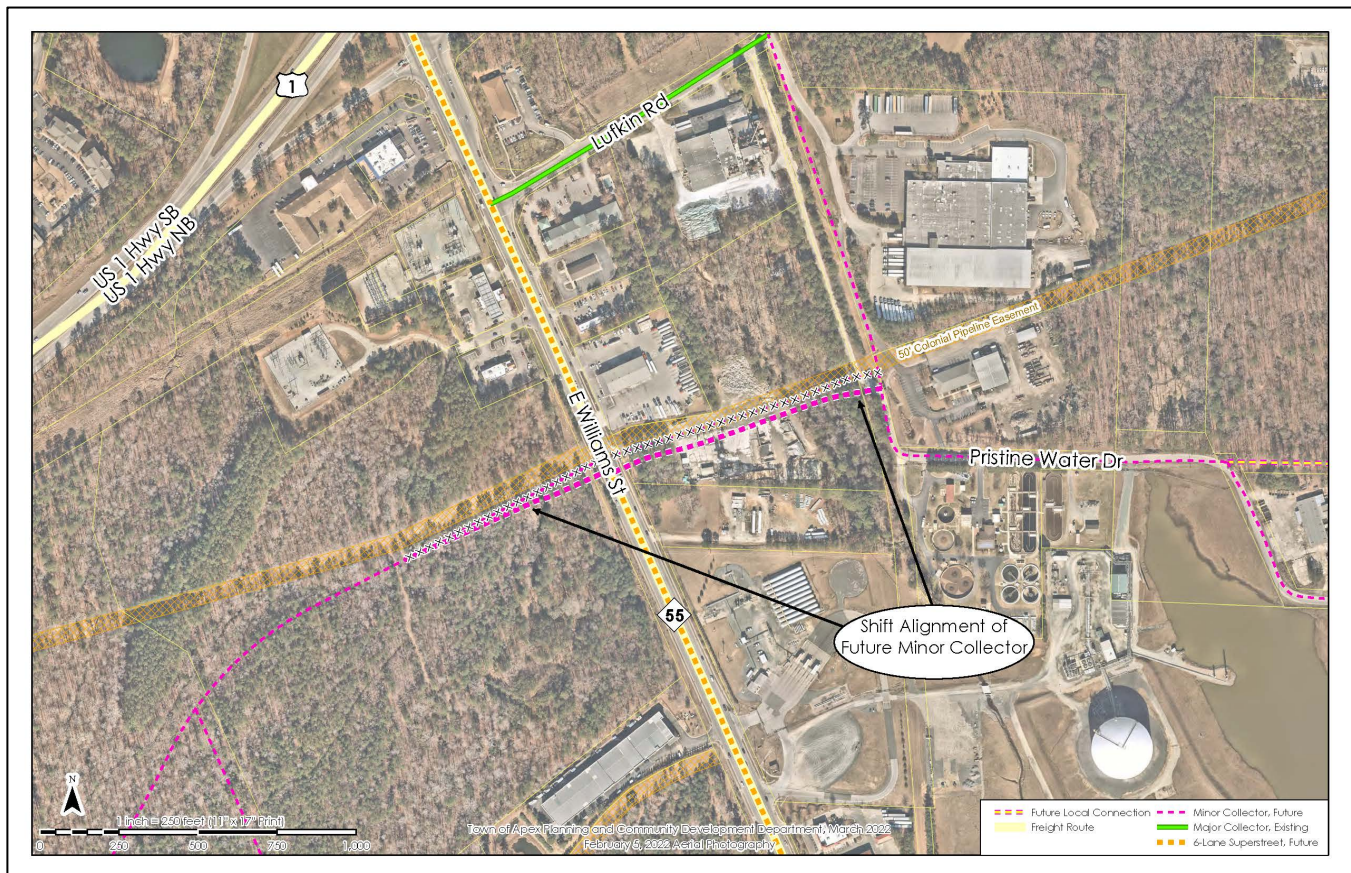 1
Lufkin Rd
US 1 Hwy SB
US 1 Hwy NB
50' Colonial Pipeline Easement
E Williams St
Pristine Water Dr
55
Shift Alignment of
Future Minor Collector
N
1 inch = 250 feet (11" x 17" Print)
0 250 500 1,000
Town of Apex Planning and Community Development Department, March 2022
February 5, 2022 Aerial Photography
Future Local Connection
Freight Route
Minor Collector, Future
Major Collector, Existing
6-Lane Superstreet, Future